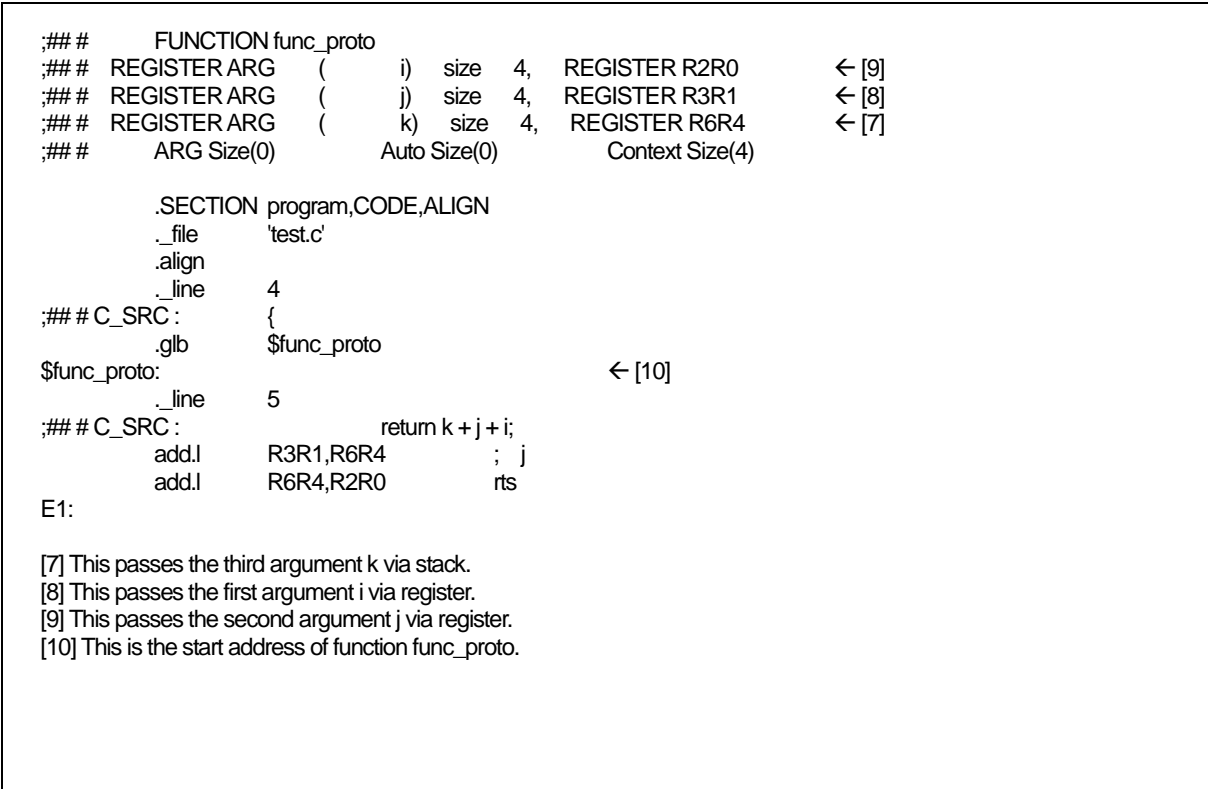 ;## # FUNCTION func_proto
;## # REGISTER ARG ( i) size 4, REGISTER R2R0 ← [9]
;## # REGISTER ARG ( j) size 4, REGISTER R3R1 ← [8]
;## # REGISTER ARG ( k) size 4, REGISTER R6R4 ← [7]
;## # ARG Size(0) Auto Size(0) Context Size(4)
.SECTION program,CODE,ALIGN
._file 'test.c'
.align
._line 4
;## # C_SRC : {
.glb $func_proto
$func_proto: ← [10]
._line 5
;## # C_SRC : return k + j + i;
add.l R3R1,R6R4 ; j
add.l R6R4,R2R0 rts
E1:
[7] This passes the third argument k via stack.
[8] This passes the first argument i via register.
[9] This passes the second argument j via register.
[10] This is the start address of function func_proto.